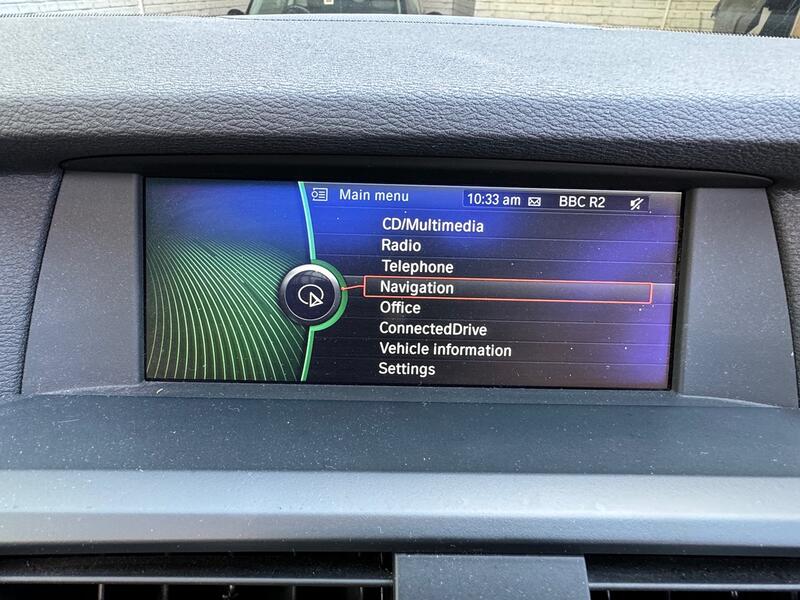 Main menu 10:33 am BBC R2
CD/Multimedia
Radio
Telephone
Navigation
Office
ConnectedDrive
Vehicle information
Settings